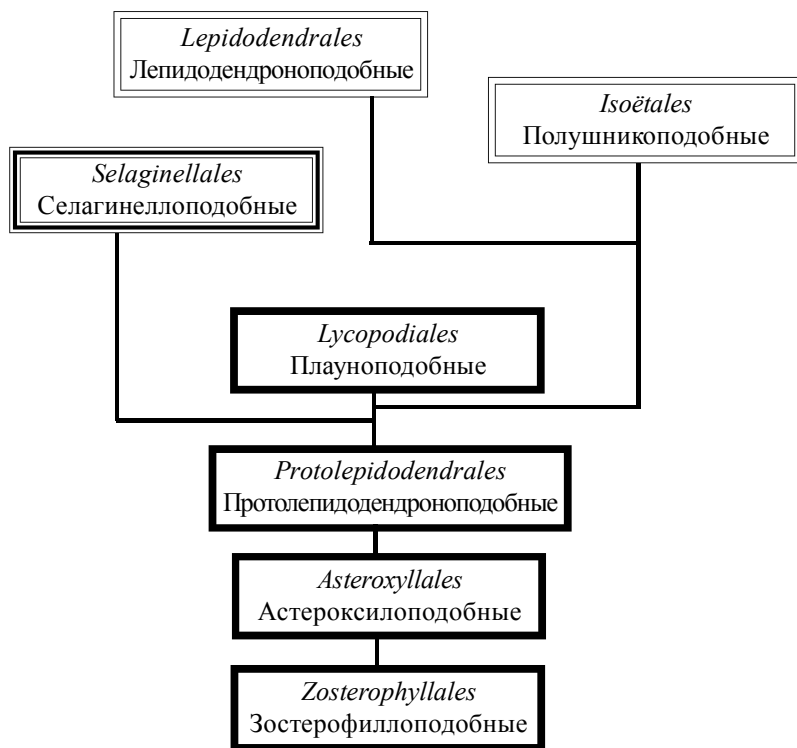 Lepidodendrales
Лепидодендроноподобные
Isoëtales
Полушникоподобные
Selaginellales
Селагинеллоподобные
Lycopodiales
Плауноподобные
Protolepidodendrales
Протолепидодендроноподобные
Asteroxyllales
Астероксилоподобные
Zosterophyllales
Зостерофиллоподобные